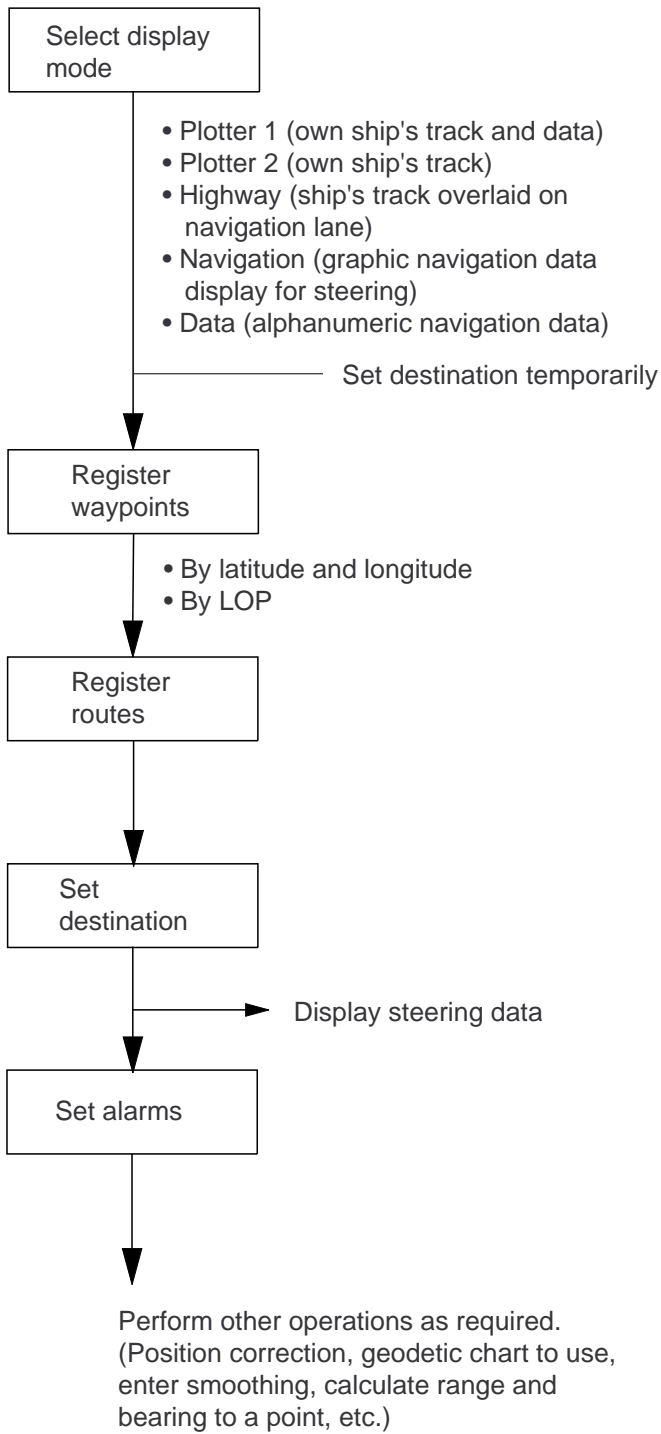 Select display
mode
• Plotter 1 (own ship's track and data)
• Plotter 2 (own ship's track)
• Highway (ship's track overlaid on
navigation lane)
• Navigation (graphic navigation data
display for steering)
• Data (alphanumeric navigation data)
Set destination temporarily
Register
waypoints
• By latitude and longitude
• By LOP
Register
routes
Set
destination
Display steering data
Set alarms
Perform other operations as required.
(Position correction, geodetic chart to use,
enter smoothing, calculate range and
bearing to a point, etc.)